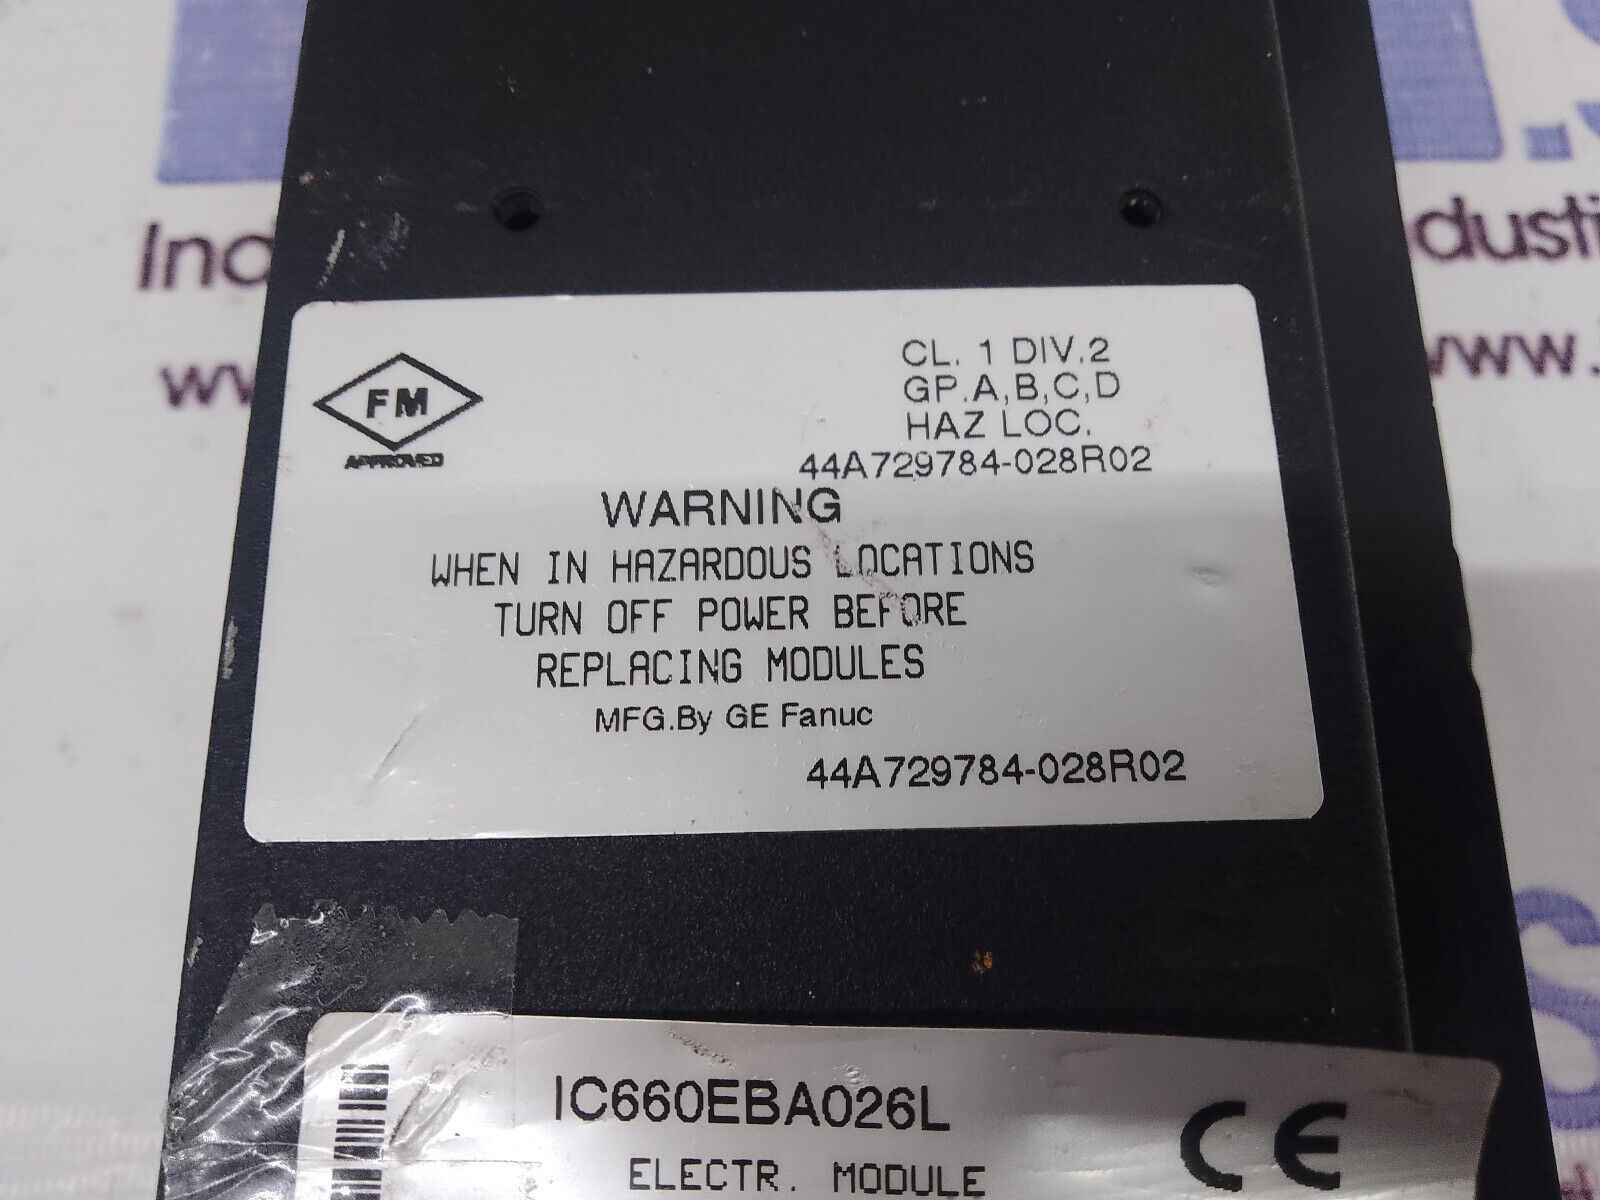 FM
APPROVED
CL. 1 DIV.2
GP.A,B,C,D
HAZ LOC.
44A729784-028R02
WARNING
WHEN IN HAZARDOUS LOCATIONS
TURN OFF POWER BEFORE
REPLACING MODULES
MFG.By GE Fanuc
44A729784-028R02
IC660EBA026L
ELECTR. MODULE
CE